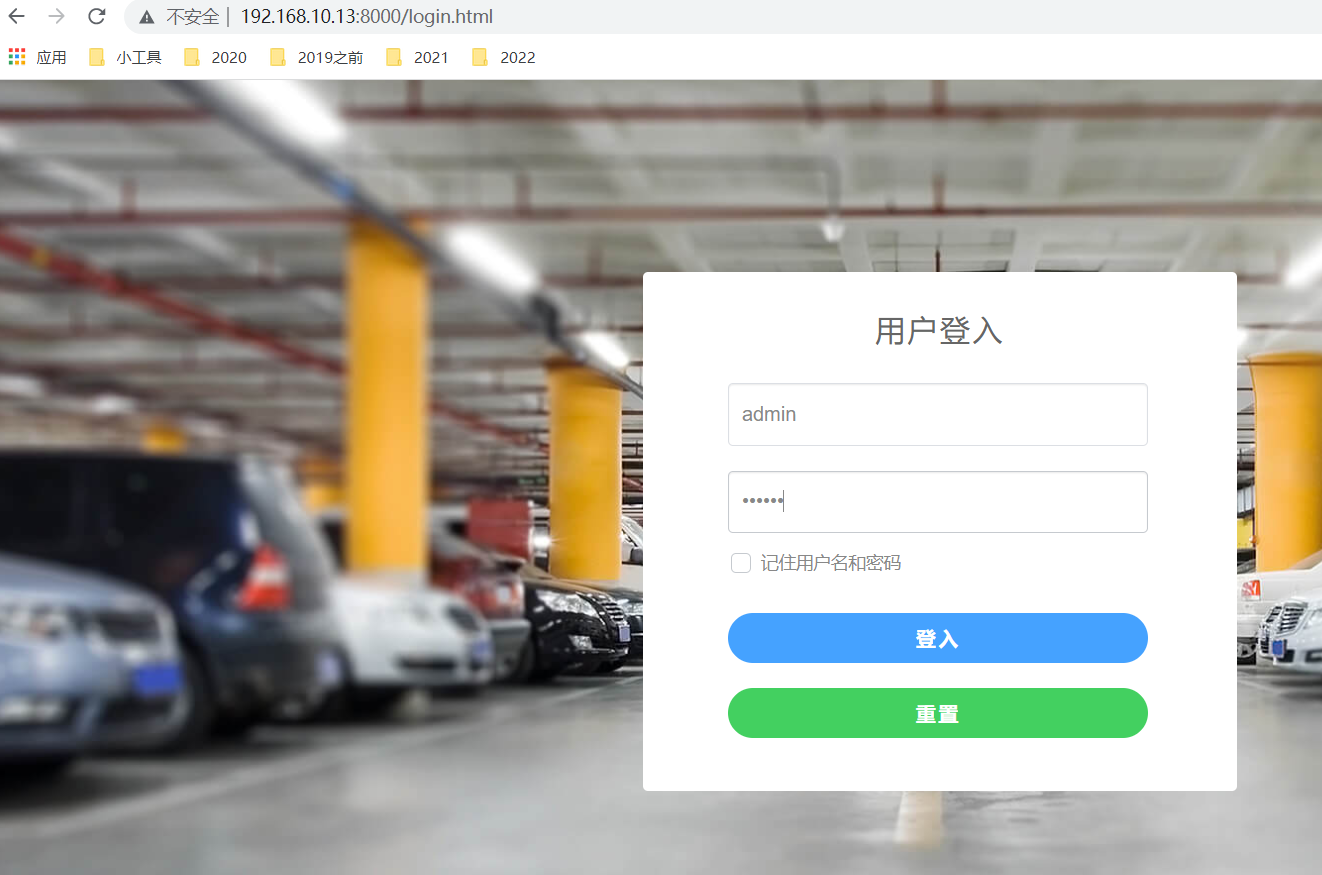 不安全 | 192.168.10.13:8000/login.html
应用 小工具 2020 2019之前 2021 2022
用户登入
admin
••••••
记住用户名和密码
登入
重置